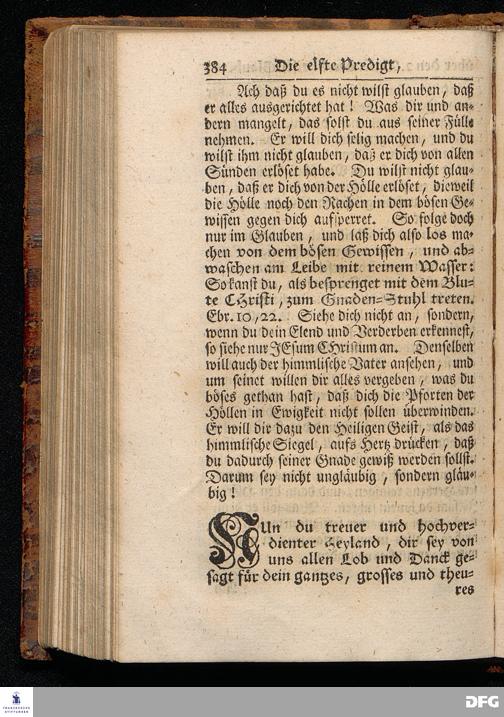 384 Die elfte Predigt,
Ach daß du es nicht wilst glauben, daß
er alles ausgerichtet hat! Was dir und an-
dern mangelt, das solst du aus seiner Fülle
nehmen. Er will dich selig machen, und du
wilst ihm nicht glauben, daß er dich von allen
Sünden erlöset habe. Du wilst nicht glau-
ben, daß er dich von der Hölle erlöset, dieweil
die Hölle noch den Rachen in dem bösen Ge-
wissen gegen dich aufsperret. So folge doch
nur im Glauben, und laß dich also los ma-
chen von dem bösen Gewissen, und ab-
waschen am Leibe mit reinem Wasser:
So kanst du, als besprenget mit dem Blu-
te CHristi, zum Gnaden-Stuhl treten.
Ebr. 10, 22. Siehe dich nicht an, sondern,
wenn du dein Elend und Verderben erkennest,
so siehe nur JEsum CHristum an. Denselben
will auch der himmlische Vater ansehen, und
um seinet willen dir alles vergeben, was du
böses gethan hast, daß dich die Pforten der
Höllen in Ewigkeit nicht sollen überwinden.
Er will dir dazu den Heiligen Geist, als das
himmlische Siegel, aufs Hertz drücken, daß
du dadurch seiner Gnade gewiß werden sollst.
Darum sey nicht ungläubig, sondern gläu-
big!
NUn du treuer und hochver-
dienter Heyland, dir sey von
uns allen Lob und Danck ge-
sagt für dein gantzes, grosses und theu-
res
FRANCKESCHE
STIFTUNGEN
DFG